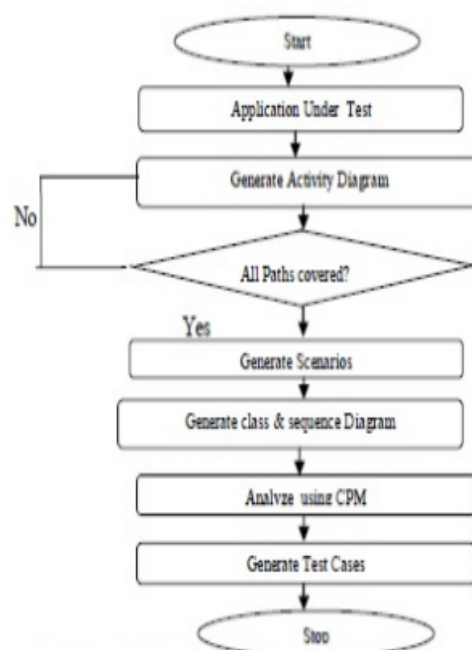 Start
Application Under Test
Generate Activity Diagram
No
All Paths covered?
Yes
Generate Scenarios
Generate class & sequence Diagram
Analyze using CPM
Generate Test Cases
Stop